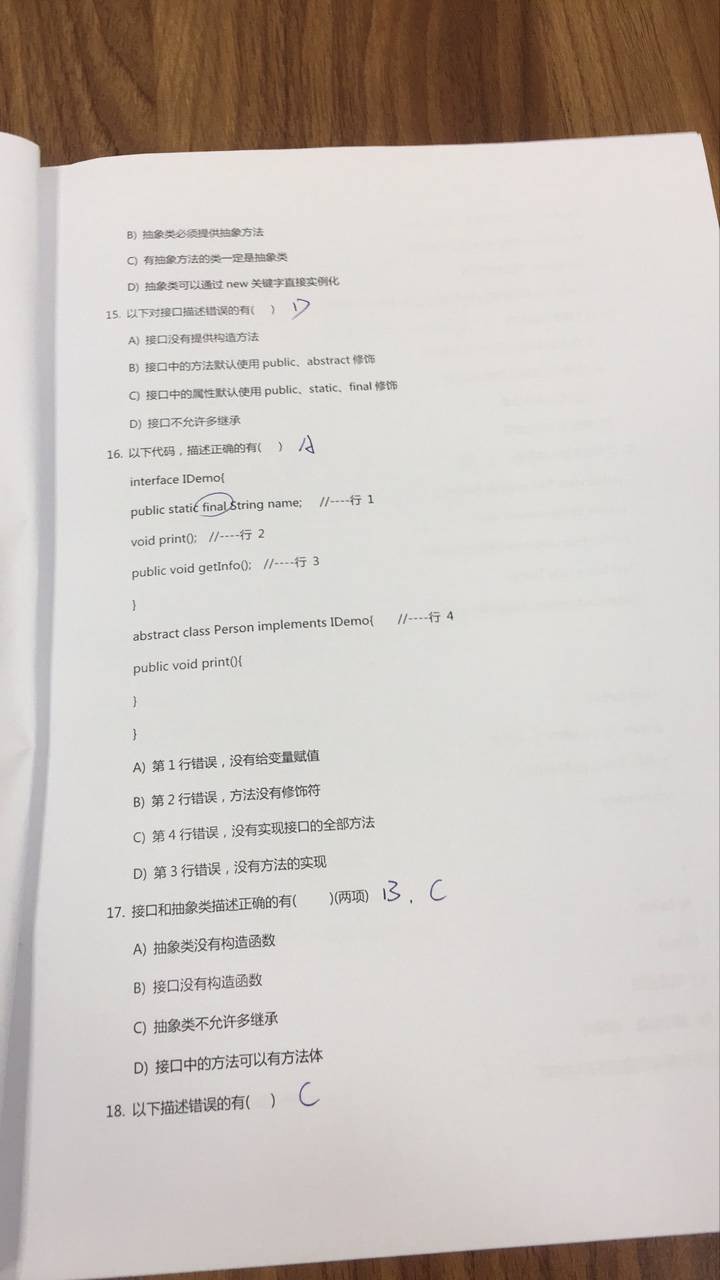 B) 抽象类必须提供抽象方法
C) 有抽象方法的类一定是抽象类
D) 抽象类可以通过 new 关键字直接实例化
15. 以下对接口描述错误的有( ) D
A) 接口没有提供构造方法
B) 接口中的方法默认使用 public、abstract 修饰
C) 接口中的属性默认使用 public、static、final 修饰
D) 接口不允许多继承
16. 以下代码，描述正确的有( ) A
interface IDemo{
public static final String name; //----行 1
void print(); //----行 2
public void getInfo(); //----行 3
}
abstract class Person implements IDemo{ //----行 4
public void print(){
}
}
A) 第 1 行错误，没有给变量赋值
B) 第 2 行错误，方法没有修饰符
C) 第 4 行错误，没有实现接口的全部方法
D) 第 3 行错误，没有方法的实现
17. 接口和抽象类描述正确的有( )(两项) B . C
A) 抽象类没有构造函数
B) 接口没有构造函数
C) 抽象类不允许多继承
D) 接口中的方法可以有方法体
18. 以下描述错误的有( ) C